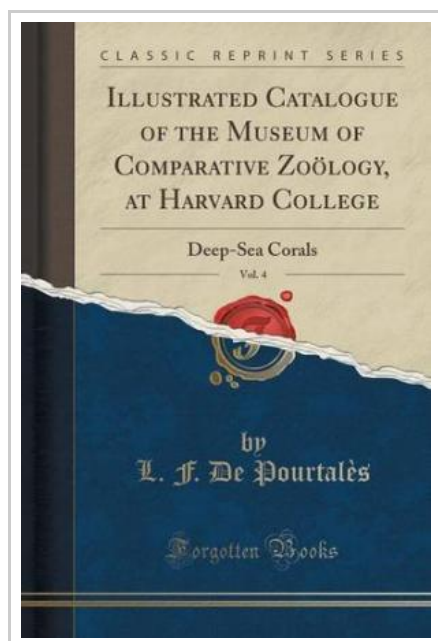 CLASSIC REPRINT SERIES
ILLUSTRATED CATALOGUE
OF THE MUSEUM OF
COMPARATIVE ZOÖLOGY,
AT HARVARD COLLEGE
Deep-Sea Corals
Vol. 4
F
by
L. F. De Pourtalès
Forgotten Books